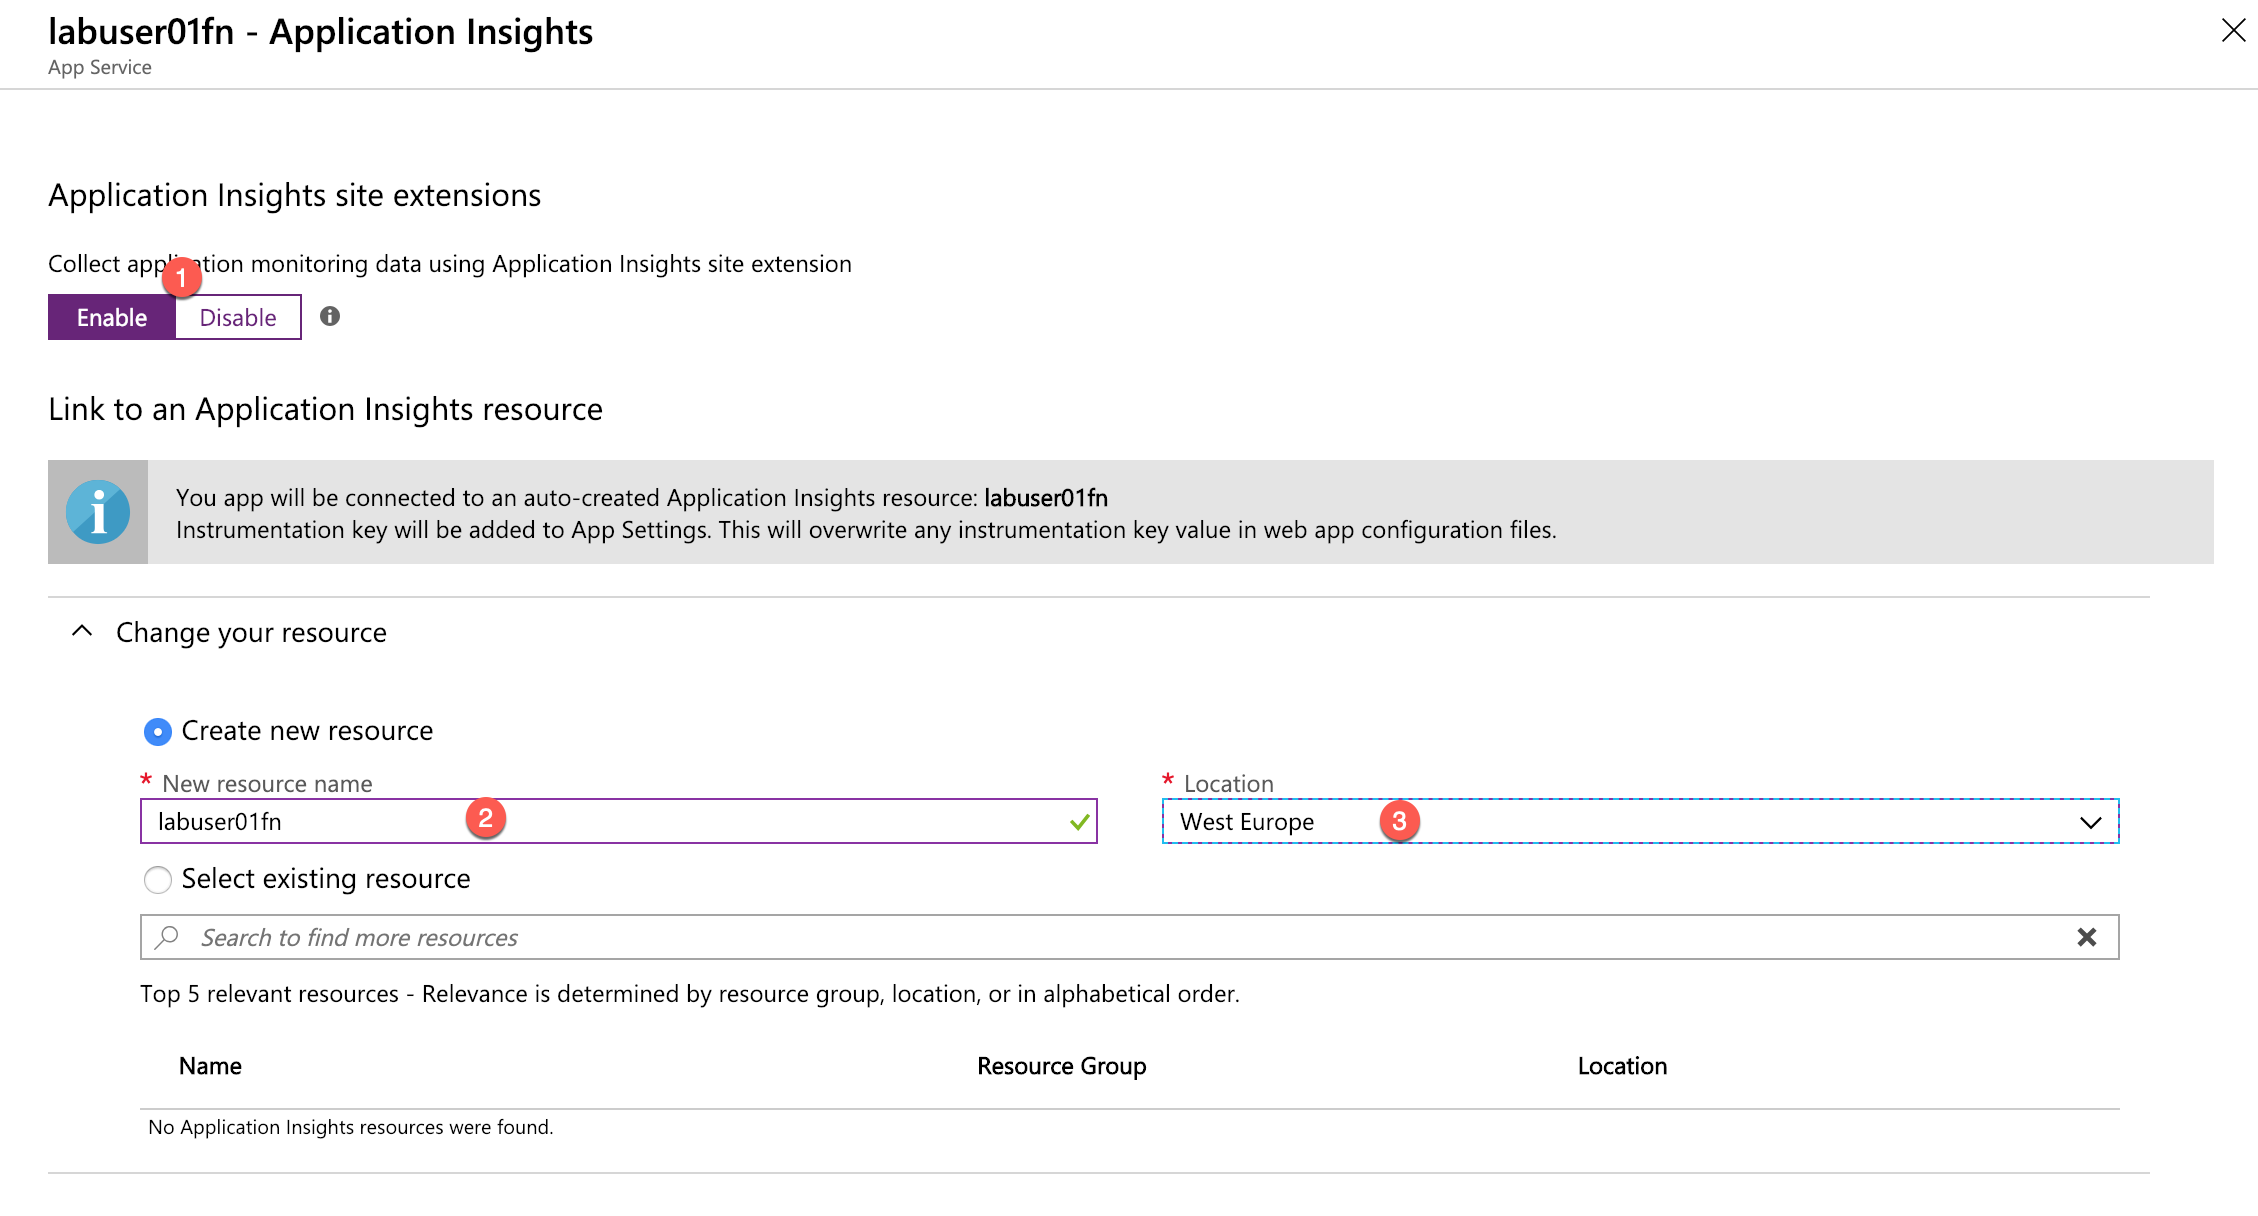 labuser01fn - Application Insights
App Service
Application Insights site extensions
Collect application monitoring data using Application Insights site extension
1
Enable Disable
Link to an Application Insights resource
You app will be connected to an auto-created Application Insights resource: labuser01fn
Instrumentation key will be added to App Settings. This will overwrite any instrumentation key value in web app configuration files.
Change your resource
Create new resource
* New resource name * Location
labuser01fn 2 West Europe 3
Select existing resource
Search to find more resources
Top 5 relevant resources - Relevance is determined by resource group, location, or in alphabetical order.
Name Resource Group Location
No Application Insights resources were found.